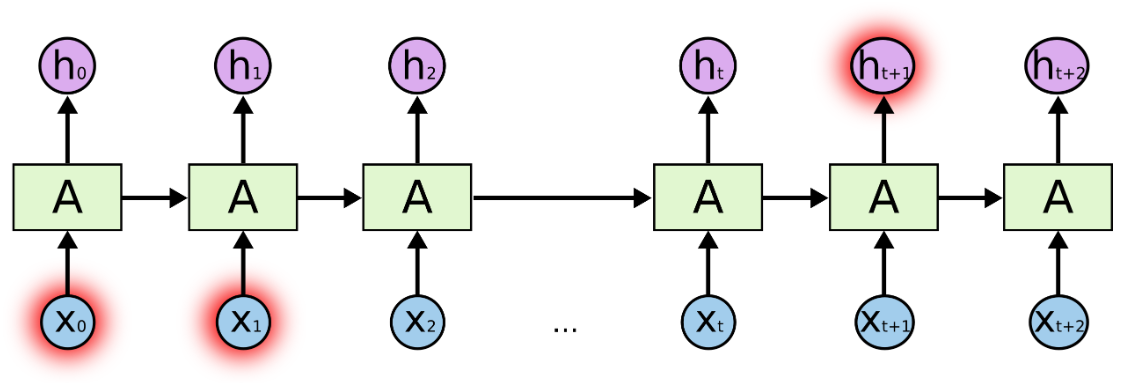 h₀ h₁ h₂ hₜ hₜ₊₁ hₜ₊₂
A A A A A A
x₀ x₁ x₂ ... xₜ xₜ₊₁ xₜ₊₂